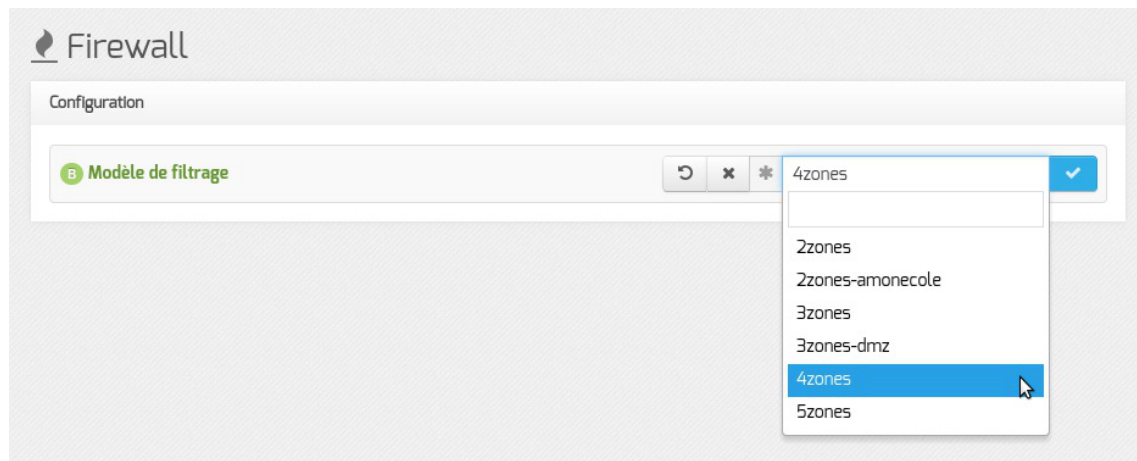 Firewall
Configuration
B Modèle de filtrage
4zones
2zones
2zones-amonecole
3zones
3zones-dmz
4zones
5zones